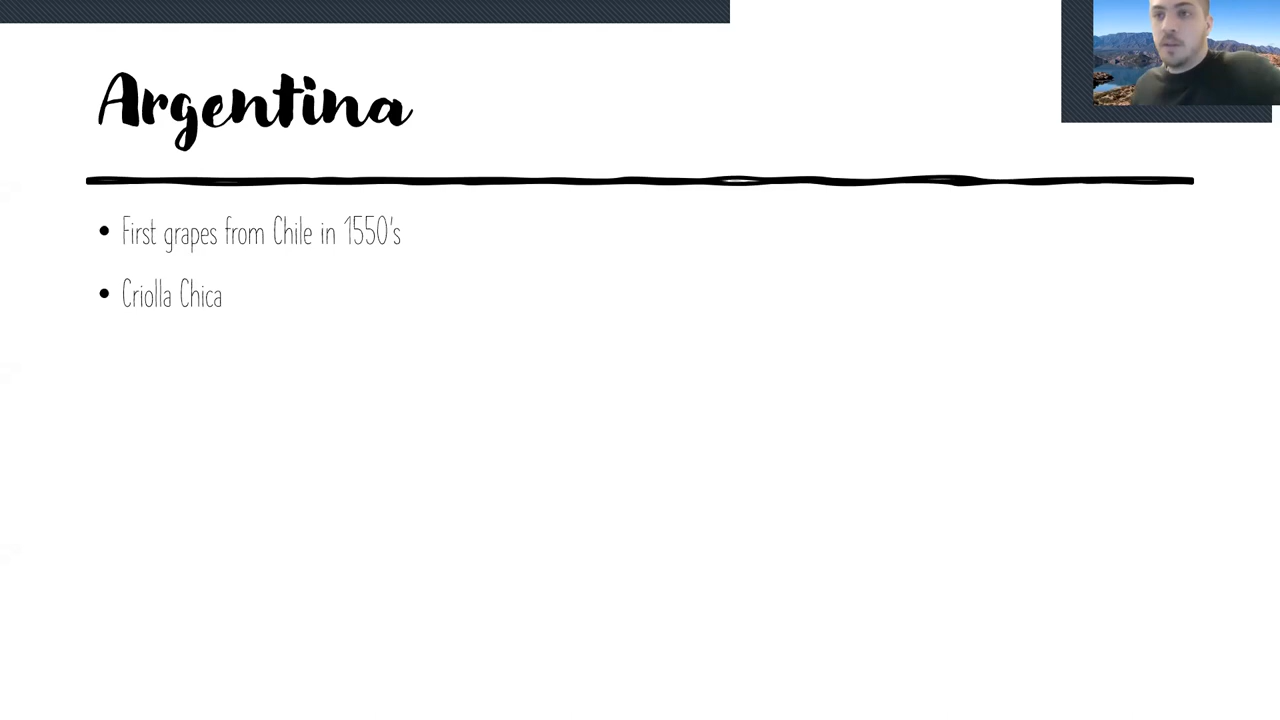 Argentina
• First grapes from Chile in 1550's
• Criolla Chica